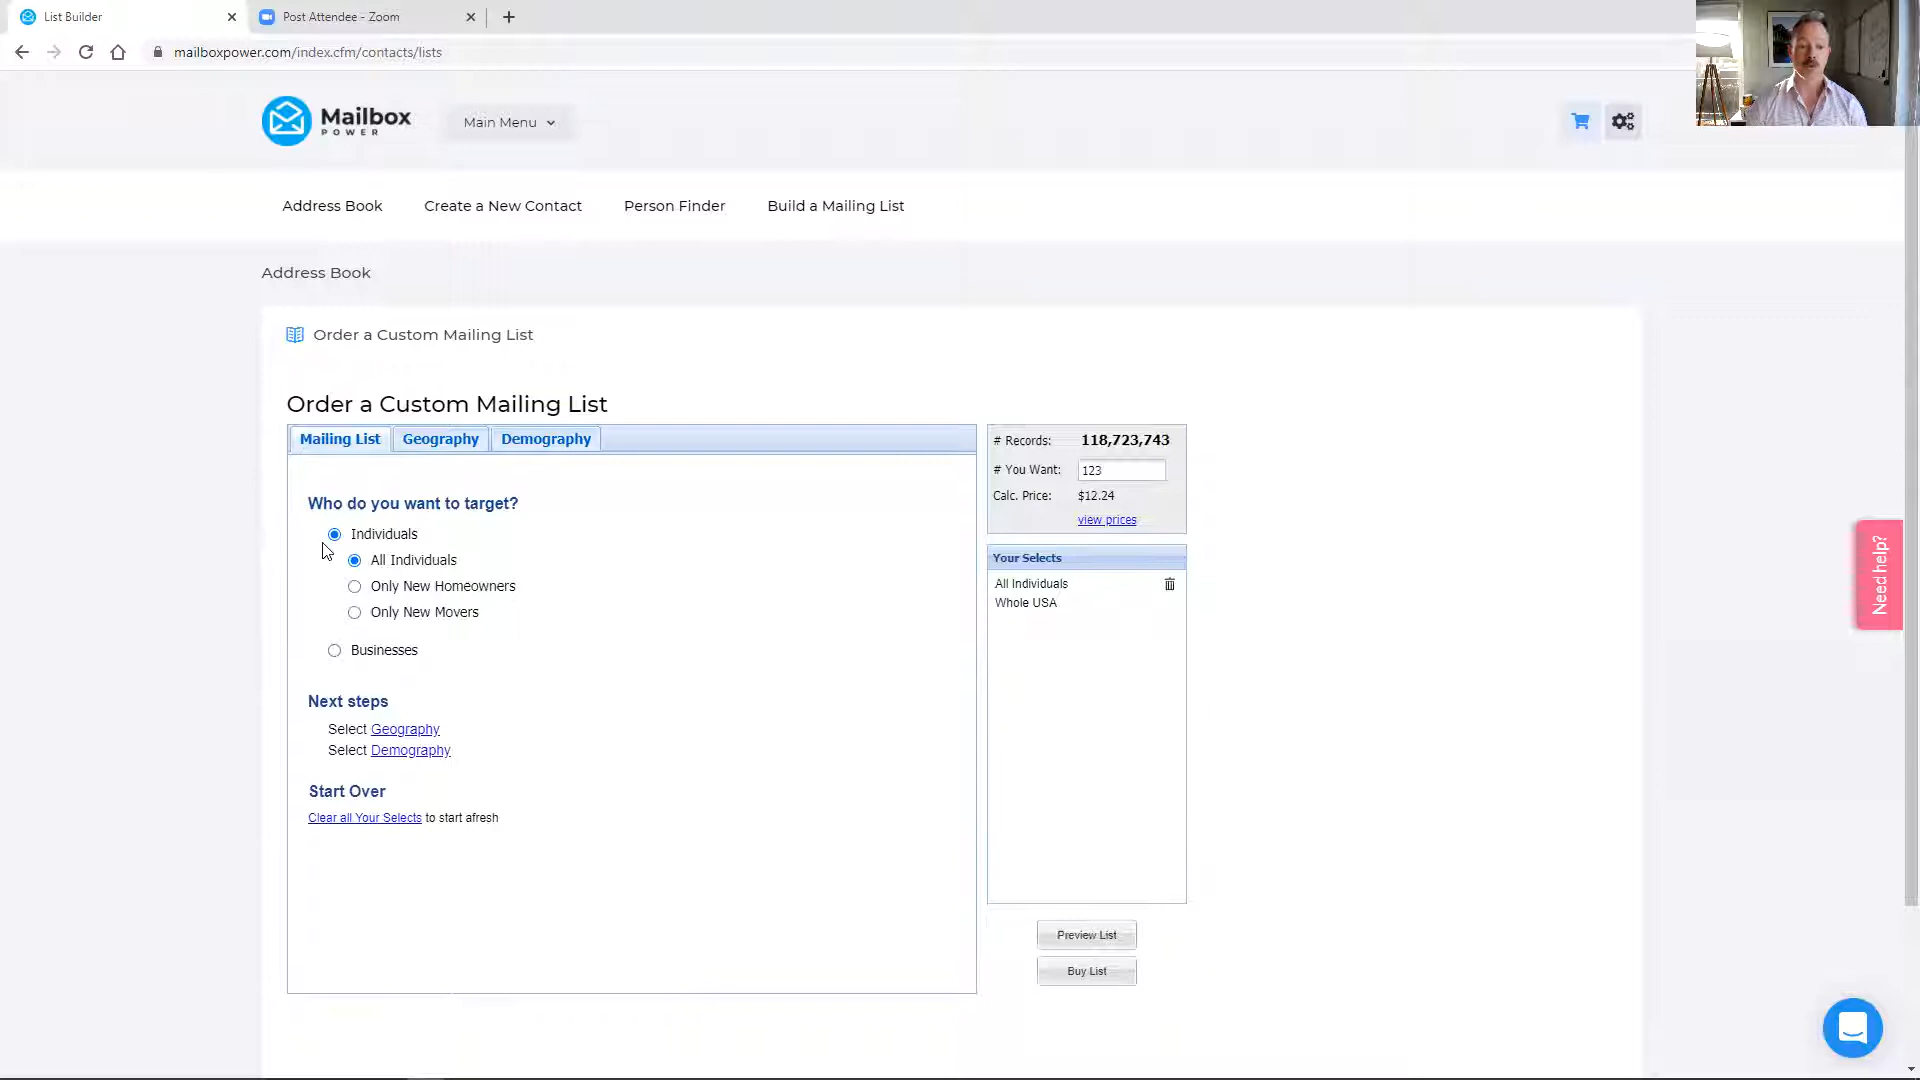 List Builder
Post Attendee - Zoom
mailboxpower.com/index.cfm/contacts/lists
Mailbox
POWER
Main Menu
Address Book
Create a New Contact
Person Finder
Build a Mailing List
Address Book
Order a Custom Mailing List
Order a Custom Mailing List
Mailing List
Geography
Demography
Who do you want to target?
Individuals
All Individuals
Only New Homeowners
Only New Movers
Businesses
Next steps
Select Geography
Select Demography
Start Over
Clear all Your Selects to start afresh
# Records: 118,723,743
# You Want: 123
Calc. Price: $12.24
view prices
Your Selects
All Individuals
Whole USA
Preview List
Buy List
Need help?